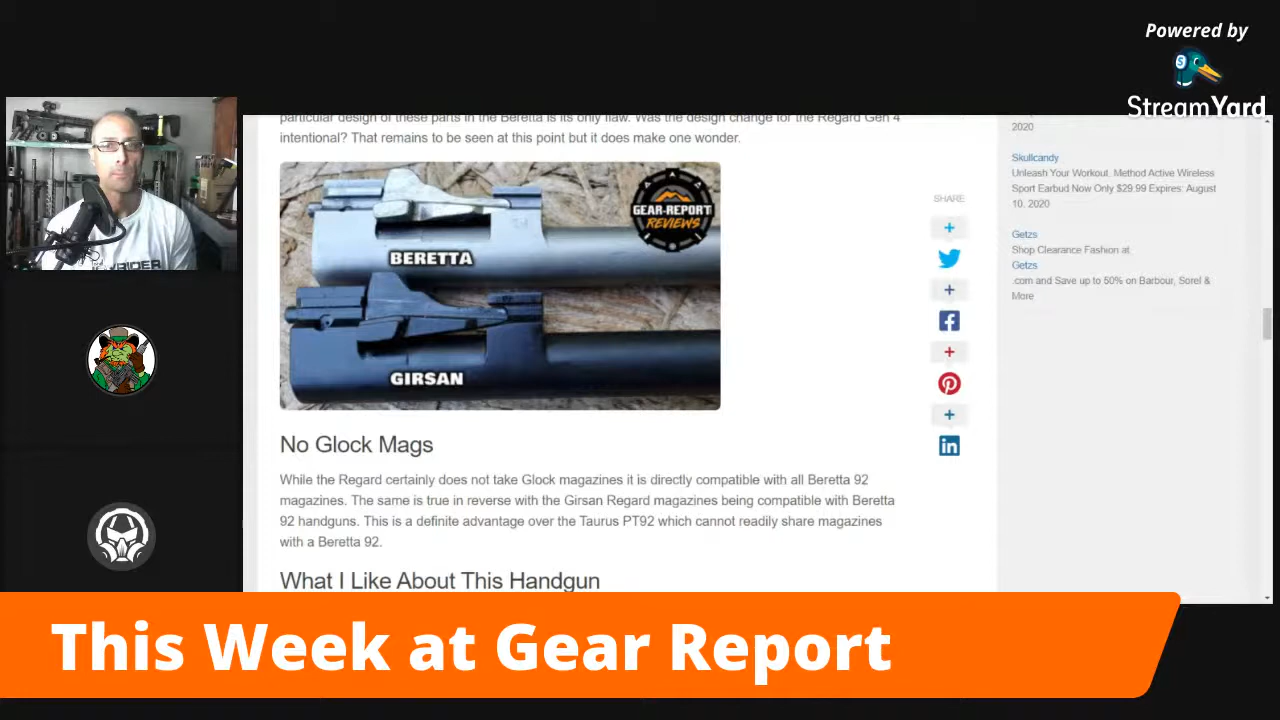 Powered by
StreamYard
particular design of these parts in the Beretta is its only flaw. Was the design change for the Regard Gen 4
intentional? That remains to be seen at this point but it does make one wonder.
GEAR-REPORT
REVIEWS
BERETTA
GIRSAN
No Glock Mags
While the Regard certainly does not take Glock magazines it is directly compatible with all Beretta 92
magazines. The same is true in reverse with the Girsan Regard magazines being compatible with Beretta
92 handguns. This is a definite advantage over the Taurus PT92 which cannot readily share magazines
with a Beretta 92.
What I Like About This Handgun
SHARE
2020
Skullcandy
Unleash Your Workout. Method Active Wireless
Sport Earbud Now Only $29.99 Expires: August
10, 2020
Getzs
Shop Clearance Fashion at
Getzs
.com and Save up to 50% on Barbour, Sorel &
More
This Week at Gear Report